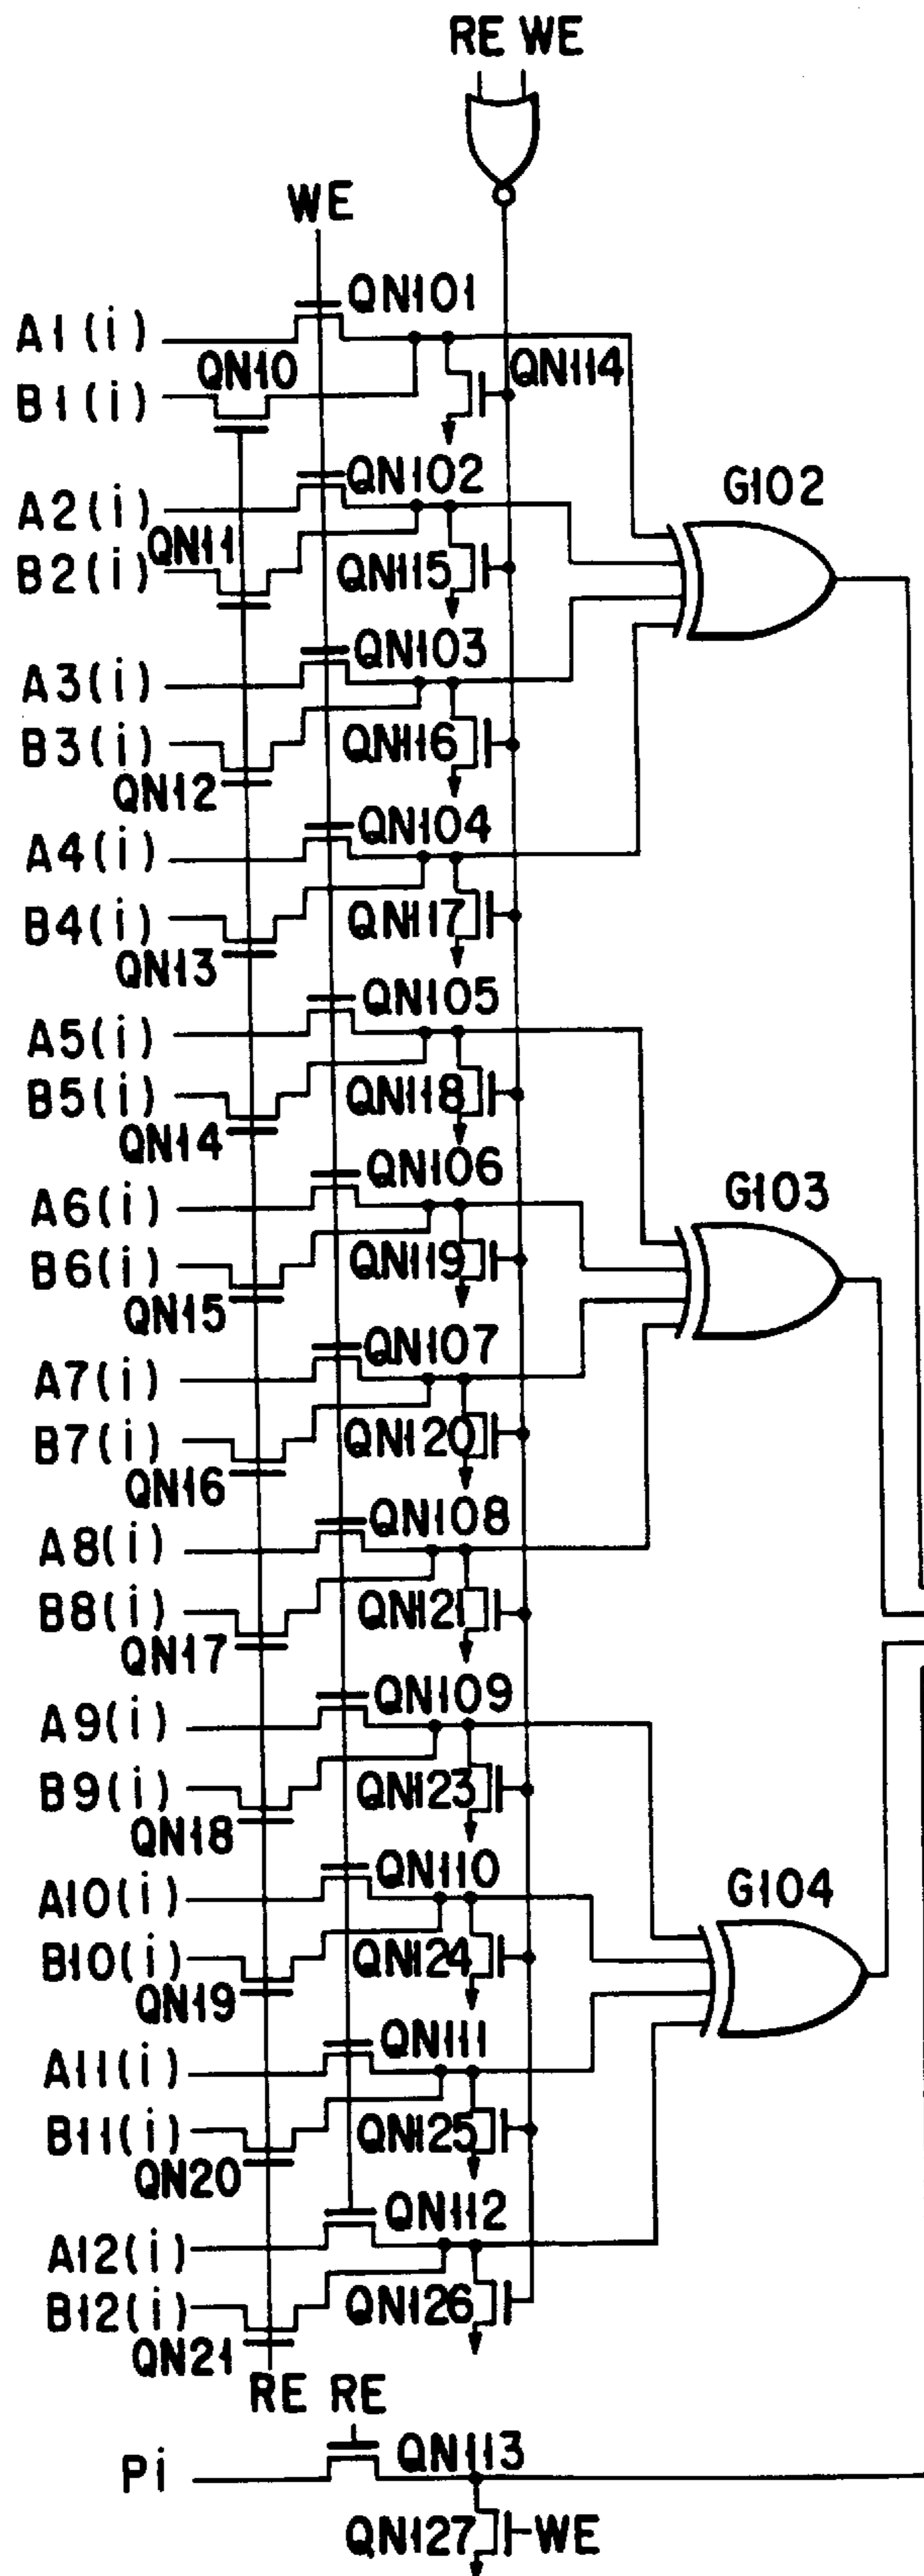 RE WE
WE
QN101
A1(i)
QN10
QN114
B1(i)
QN102
G102
A2(i)
QN11
QN115
B2(i)
QN103
A3(i)
B3(i)
QN116
QN12
QN104
A4(i)
B4(i)
QN117
QN13
QN105
A5(i)
B5(i)
QN118
QN14
QN106
G103
A6(i)
QN119
B6(i)
QN15
QN107
A7(i)
B7(i)
QN120
QN16
QN108
A8(i)
B8(i)
QN121
QN17
QN109
A9(i)
B9(i)
QN123
QN18
QN110
G104
A10(i)
B10(i)
QN124
QN19
QN111
A11(i)
B11(i)
QN125
QN20
QN112
A12(i)
B12(i)
QN126
QN21
RE RE
QN113
Pi
QN127
WE